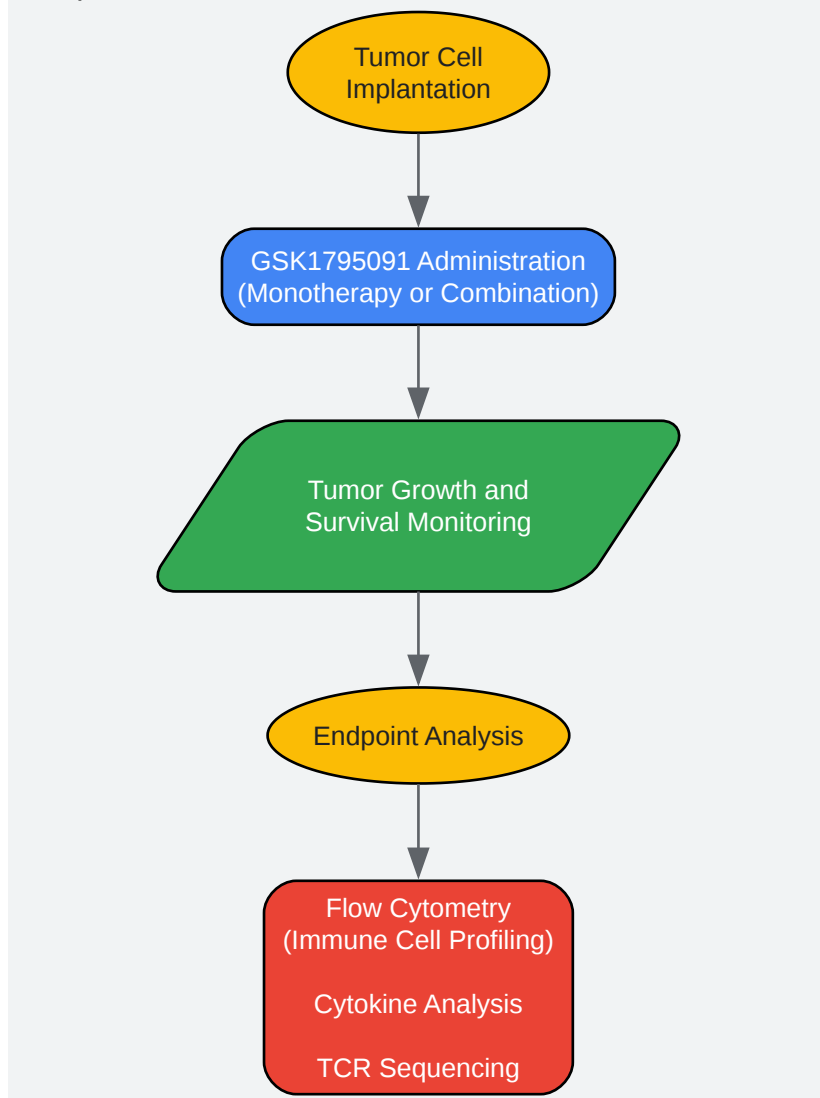 Tumor Cell
Implantation
GSK1795091 Administration
(Monotherapy or Combination)
Tumor Growth and
Survival Monitoring
Endpoint Analysis
Flow Cytometry
(Immune Cell Profiling)
Cytokine Analysis
TCR Sequencing